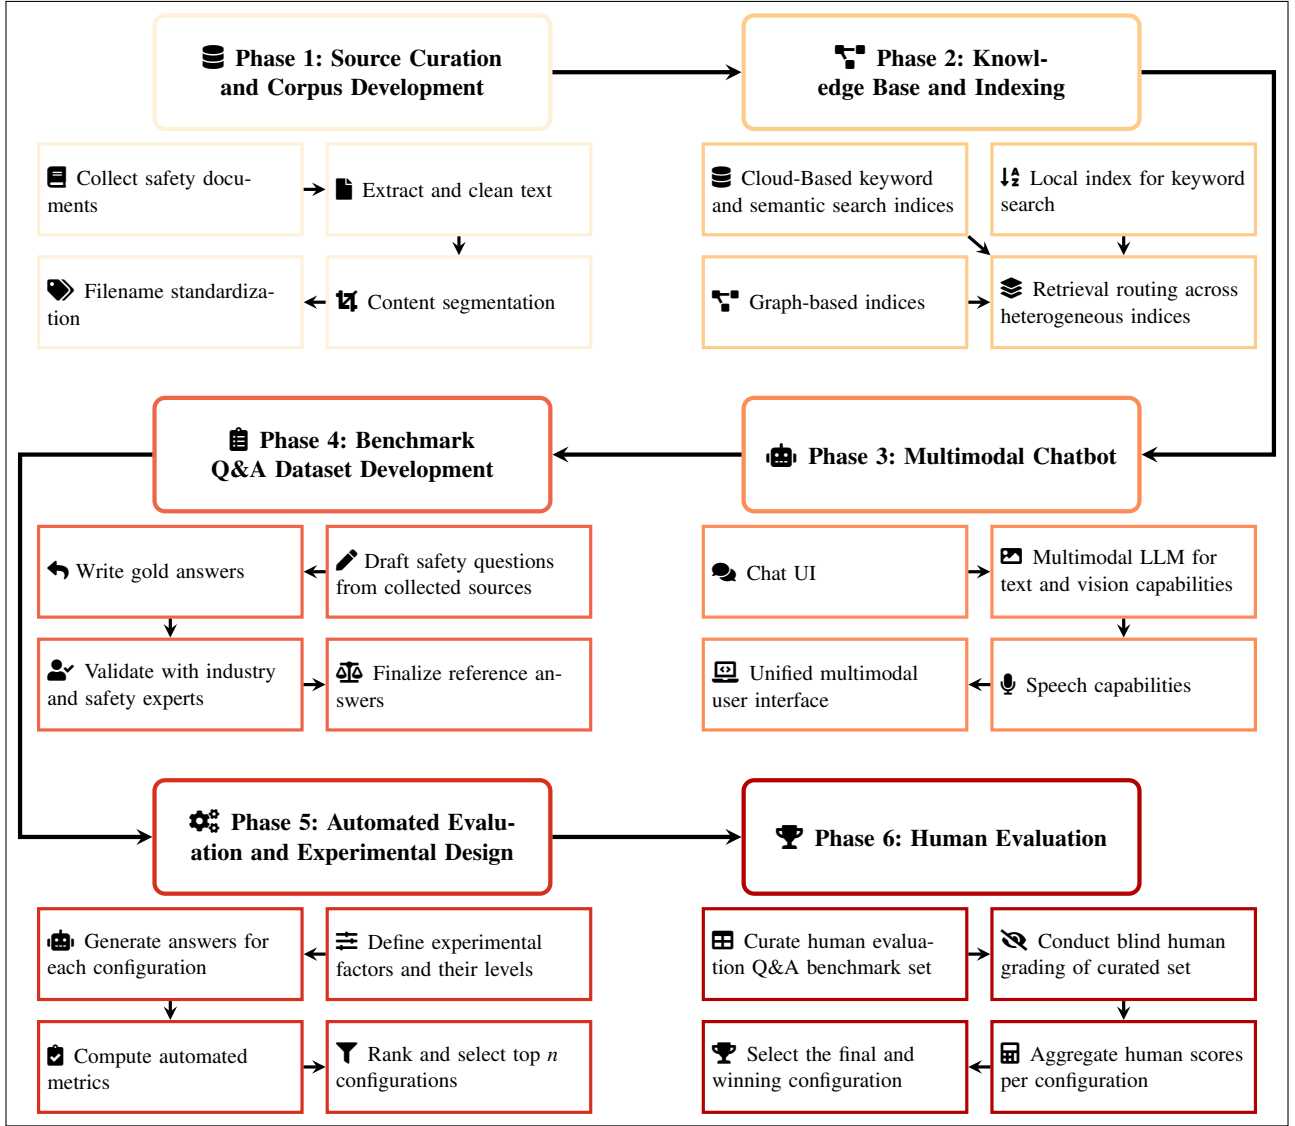 Phase 1: Source Curation
and Corpus Development
Phase 2: Knowl-
edge Base and Indexing
Collect safety docu-
ments
Extract and clean text
Filename standardiza-
tion
Content segmentation
Cloud-Based keyword
and semantic search indices
Local index for keyword
search
Graph-based indices
Retrieval routing across
heterogeneous indices
Phase 4: Benchmark
Q&A Dataset Development
Phase 3: Multimodal Chatbot
Write gold answers
Draft safety questions
from collected sources
Validate with industry
and safety experts
Finalize reference an-
swers
Chat UI
Multimodal LLM for
text and vision capabilities
Unified multimodal
user interface
Speech capabilities
Phase 5: Automated Evalu-
ation and Experimental Design
Phase 6: Human Evaluation
Generate answers for
each configuration
Define experimental
factors and their levels
Compute automated
metrics
Rank and select top n
configurations
Curate human evalua-
tion Q&A benchmark set
Conduct blind human
grading of curated set
Select the final and
winning configuration
Aggregate human scores
per configuration